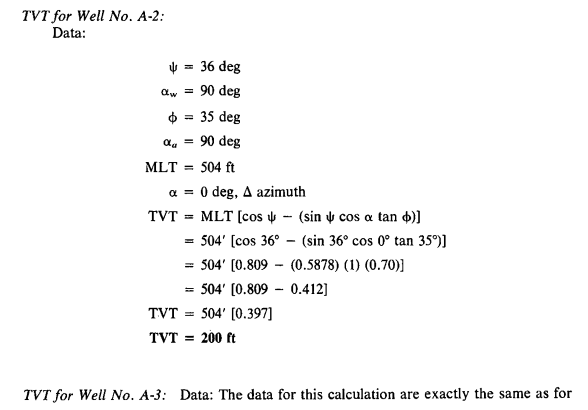 TVT for Well No. A-2:
Data:
ψ = 36 deg
α_w = 90 deg
φ = 35 deg
α_a = 90 deg
MLT = 504 ft
α = 0 deg, Δ azimuth
TVT = MLT [cos ψ − (sin ψ cos α tan φ)]
= 504′ [cos 36° − (sin 36° cos 0° tan 35°)]
= 504′ [0.809 − (0.5878) (1) (0.70)]
= 504′ [0.809 − 0.412]
TVT = 504′ [0.397]
TVT = 200 ft
TVT for Well No. A-3: Data: The data for this calculation are exactly the same as for